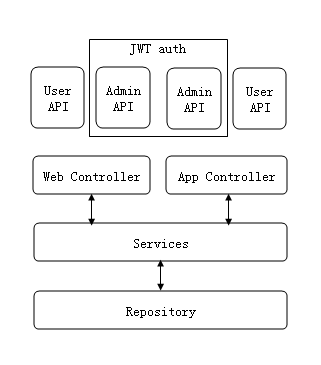 JWT auth
User
API
Admin
API
Admin
API
User
API
Web Controller
App Controller
Services
Repository